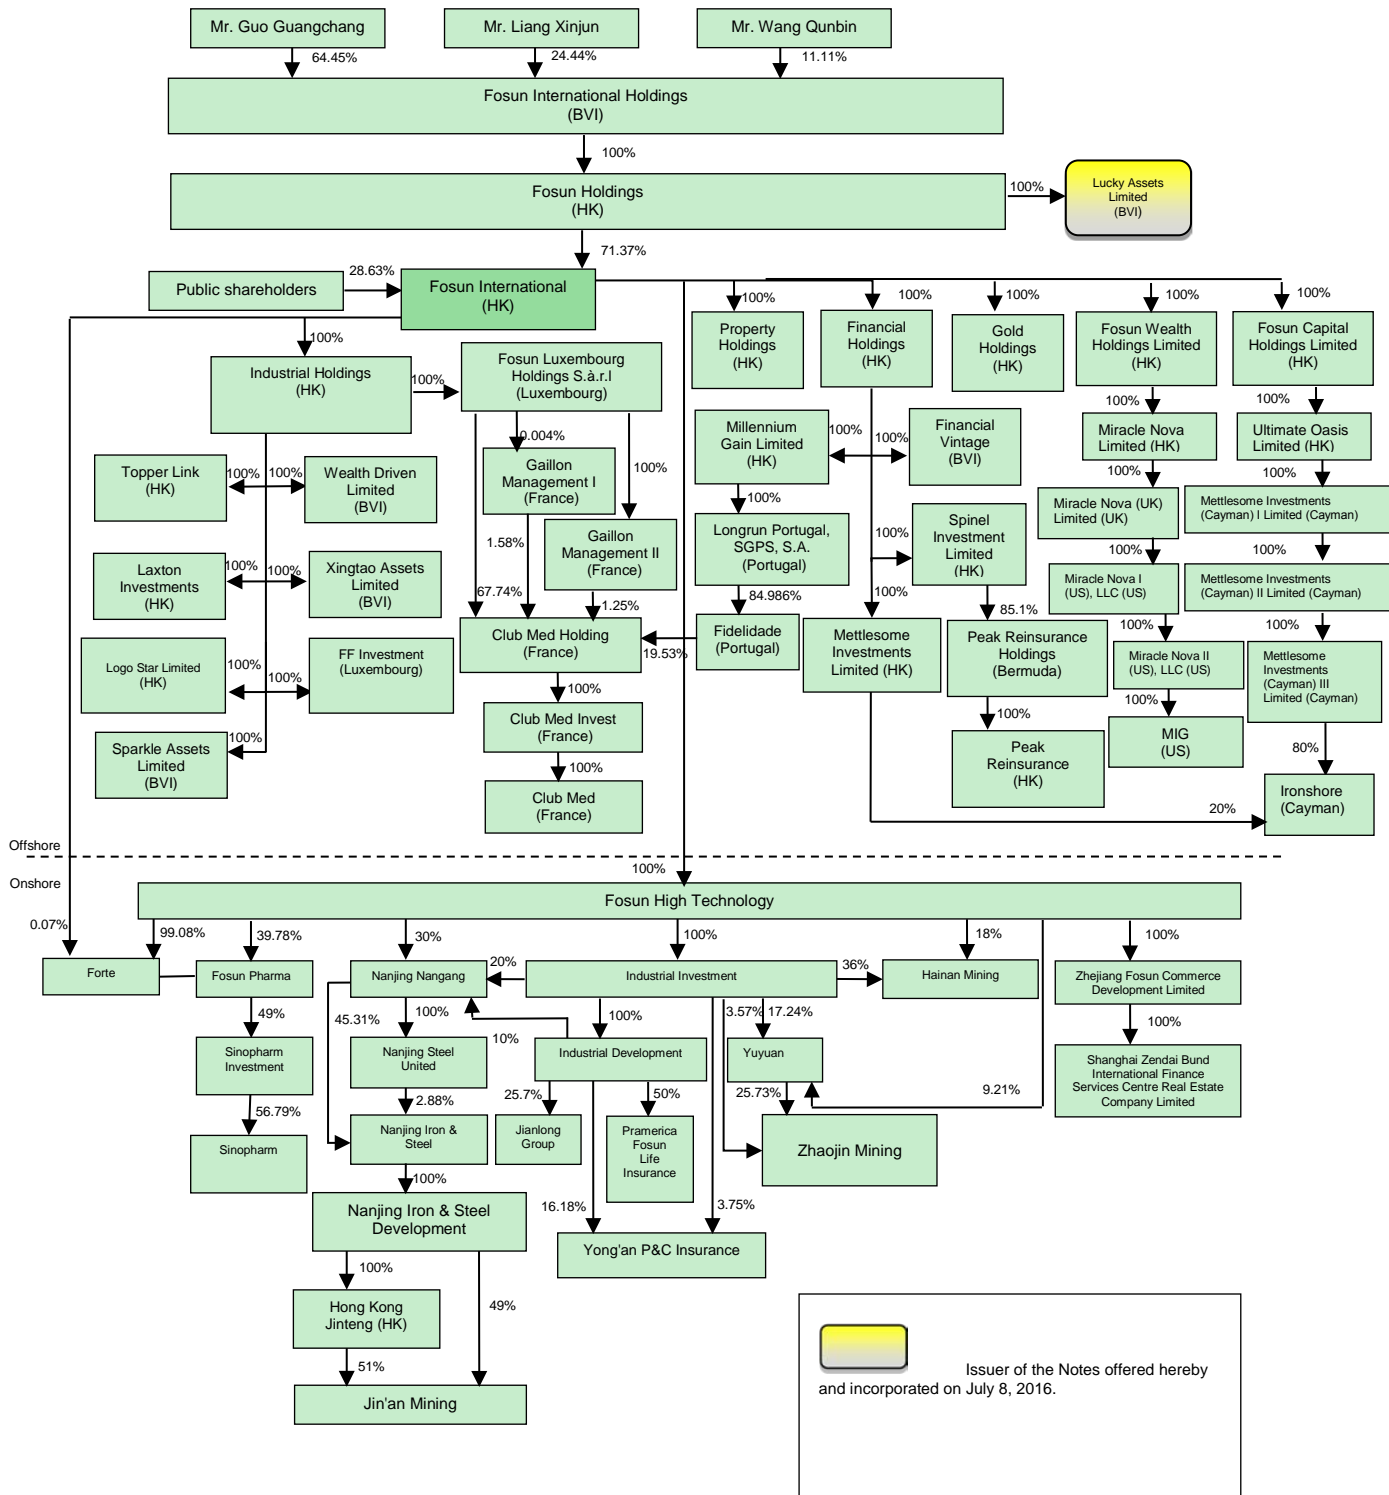 Mr. Guo Guangchang
Mr. Liang Xinjun
Mr. Wang Qunbin
64.45%
24.44%
11.11%
Fosun International Holdings
(BVI)
100%
Fosun Holdings
(HK)
100%
Lucky Assets
Limited
(BVI)
71.37%
Public shareholders
28.63%
Fosun International
(HK)
100%
100%
100%
100%
100%
100%
Property
Holdings
(HK)
Financial
Holdings
(HK)
Gold
Holdings
(HK)
Fosun Wealth
Holdings Limited
(HK)
Fosun Capital
Holdings Limited
(HK)
Industrial Holdings
(HK)
100%
Fosun Luxembourg
Holdings S.à.r.l
(Luxembourg)
100%
100%
Millennium
Gain Limited
(HK)
100%
100%
Financial
Vintage
(BVI)
Miracle Nova
Limited (HK)
Ultimate Oasis
Limited (HK)
0.004%
Gaillon
Management I
(France)
100%
Topper Link
(HK)
100%
100%
Wealth Driven
Limited
(BVI)
100%
100%
100%
Longrun Portugal,
SGPS, S.A.
(Portugal)
100%
Spinel
Investment
Limited
(HK)
Miracle Nova (UK)
Limited (UK)
Mettlesome Investments
(Cayman) I Limited (Cayman)
1.58%
Gaillon
Management II
(France)
100%
100%
Laxton
Investments
(HK)
100%
100%
Xingtao Assets
Limited
(BVI)
67.74%
1.25%
84.986%
100%
85.1%
Miracle Nova I
(US), LLC (US)
Mettlesome Investments
(Cayman) II Limited (Cayman)
100%
100%
Club Med Holding
(France)
19.53%
Fidelidade
(Portugal)
Mettlesome
Investments
Limited (HK)
Peak Reinsurance
Holdings
(Bermuda)
Miracle Nova II
(US), LLC (US)
Mettlesome
Investments
(Cayman) III
Limited (Cayman)
Logo Star Limited
(HK)
100%
100%
FF Investment
(Luxembourg)
100%
100%
100%
Club Med Invest
(France)
MIG
(US)
Peak
Reinsurance
(HK)
80%
Sparkle Assets
Limited
(BVI)
100%
100%
Club Med
(France)
Ironshore
(Cayman)
20%
Offshore
Onshore
100%
Fosun High Technology
0.07%
99.08%
39.78%
30%
100%
18%
100%
Forte
Fosun Pharma
Nanjing Nangang
20%
Industrial Investment
36%
Hainan Mining
Zhejiang Fosun Commerce
Development Limited
49%
45.31%
100%
10%
100%
3.57%
17.24%
100%
Sinopharm
Investment
Nanjing Steel
United
Industrial Development
Yuyuan
Shanghai Zendai Bund
International Finance
Services Centre Real Estate
Company Limited
56.79%
2.88%
25.7%
50%
25.73%
9.21%
Sinopharm
Nanjing Iron &
Steel
Jianlong
Group
Pramerica
Fosun
Life
Insurance
Zhaojin Mining
100%
Nanjing Iron & Steel
Development
16.18%
3.75%
Yong'an P&C Insurance
100%
49%
Hong Kong
Jinteng (HK)
51%
Jin'an Mining
Issuer of the Notes offered hereby
and incorporated on July 8, 2016.